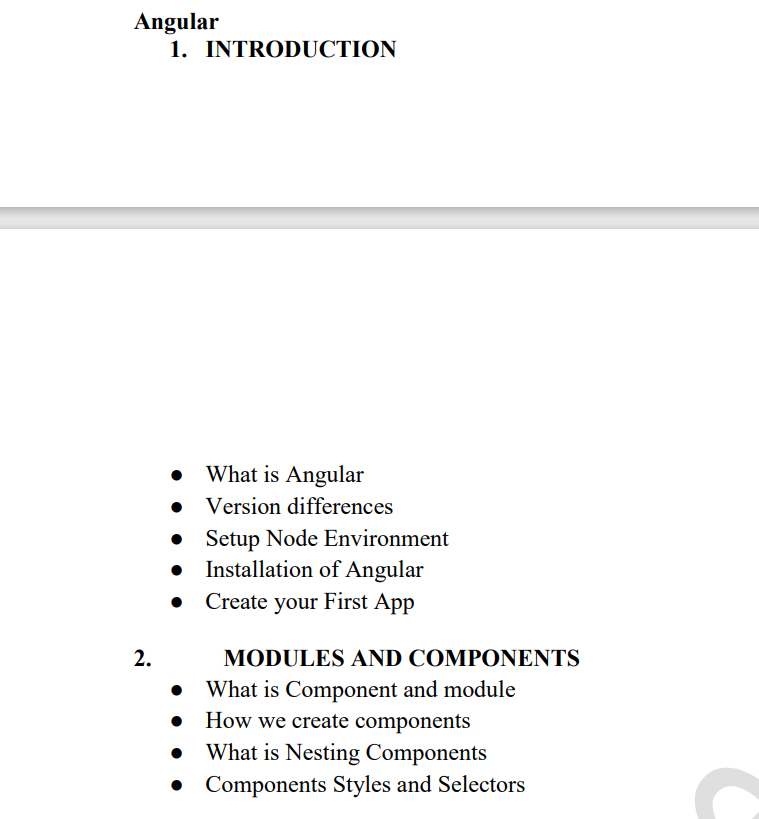 Angular
1. INTRODUCTION
● What is Angular
● Version differences
● Setup Node Environment
● Installation of Angular
● Create your First App
2. MODULES AND COMPONENTS
● What is Component and module
● How we create components
● What is Nesting Components
● Components Styles and Selectors